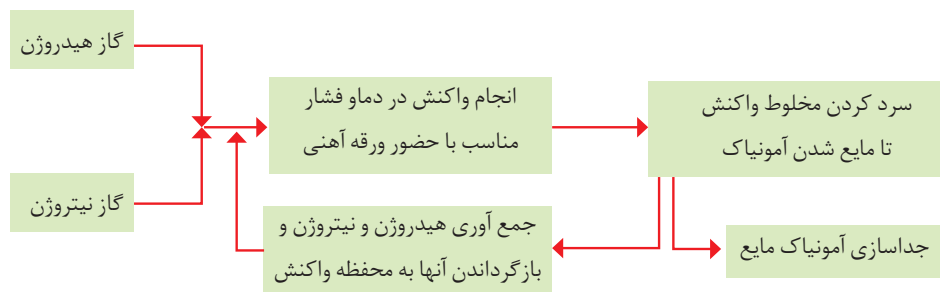 گاز هیدروژن
گاز نیتروژن
انجام واکنش در دماو فشار
مناسب با حضور ورقه آهنی
سرد کردن مخلوط واکنش
تا مایع شدن آمونیاک
جمع آوری هیدروژن و نیتروژن و
بازگرداندن آنها به محفظه واکنش
جداسازی آمونیاک مایع